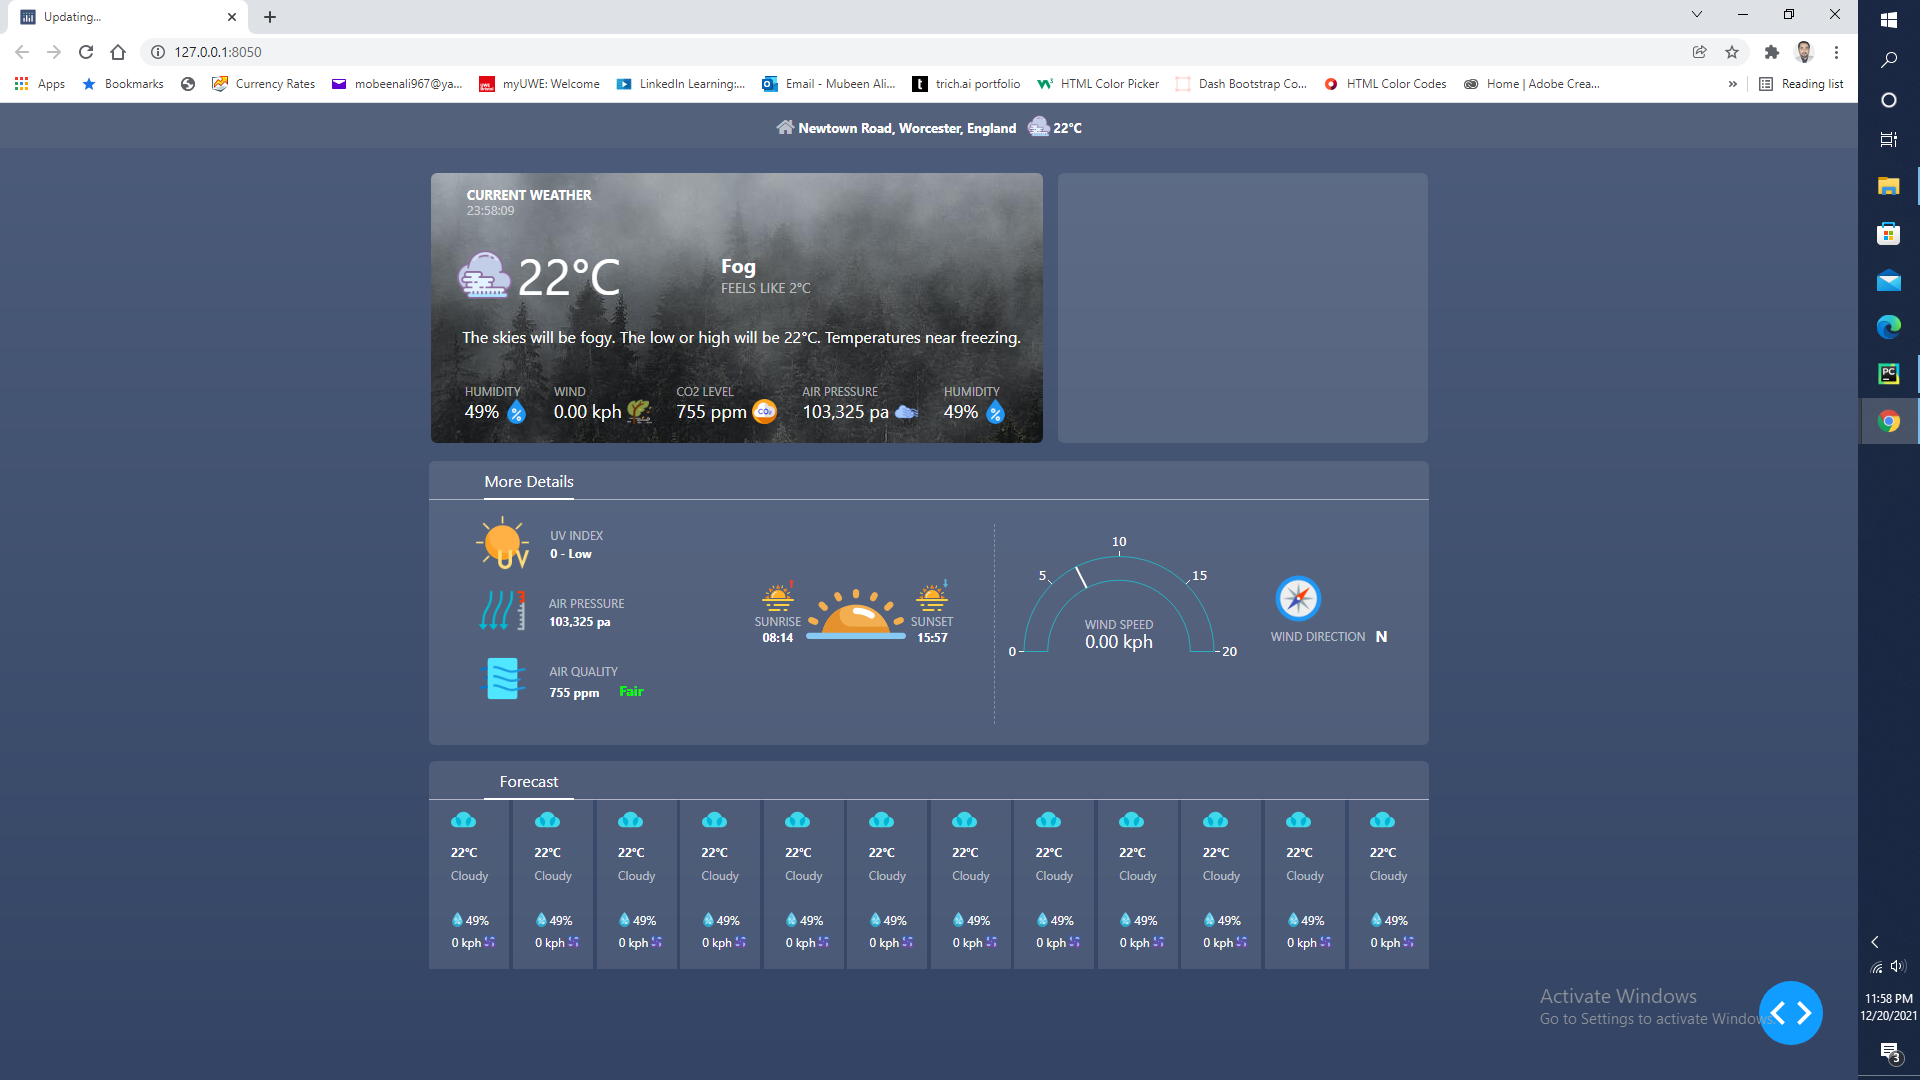 Updating...
127.0.0.1:8050
Apps Bookmarks Currency Rates mobeenali967@ya... myUWE: Welcome LinkedIn Learning:... Email - Mubeen Ali... trich.ai portfolio HTML Color Picker Dash Bootstrap Co... HTML Color Codes Home | Adobe Crea... » Reading list
Newtown Road, Worcester, England 22°C
CURRENT WEATHER
23:58:09
22°C
Fog
FEELS LIKE 2°C
The skies will be fogy. The low or high will be 22°C. Temperatures near freezing.
HUMIDITY WIND CO2 LEVEL AIR PRESSURE HUMIDITY
49% 0.00 kph 755 ppm CO2 103,325 pa 49%
More Details
UV
UV INDEX
0 - Low
AIR PRESSURE
103,325 pa
AIR QUALITY
755 ppm Fair
SUNRISE
08:14
SUNSET
15:57
0
5
10
15
20
WIND SPEED
0.00 kph
WIND DIRECTION N
Forecast
22°C 22°C 22°C 22°C 22°C 22°C 22°C 22°C 22°C 22°C 22°C 22°C
Cloudy Cloudy Cloudy Cloudy Cloudy Cloudy Cloudy Cloudy Cloudy Cloudy Cloudy Cloudy
49% 49% 49% 49% 49% 49% 49% 49% 49% 49% 49% 49%
0 kph 0 kph 0 kph 0 kph 0 kph 0 kph 0 kph 0 kph 0 kph 0 kph 0 kph 0 kph
Activate Windows
Go to Settings to activate Windows.
PC
11:58 PM
12/20/2021
3